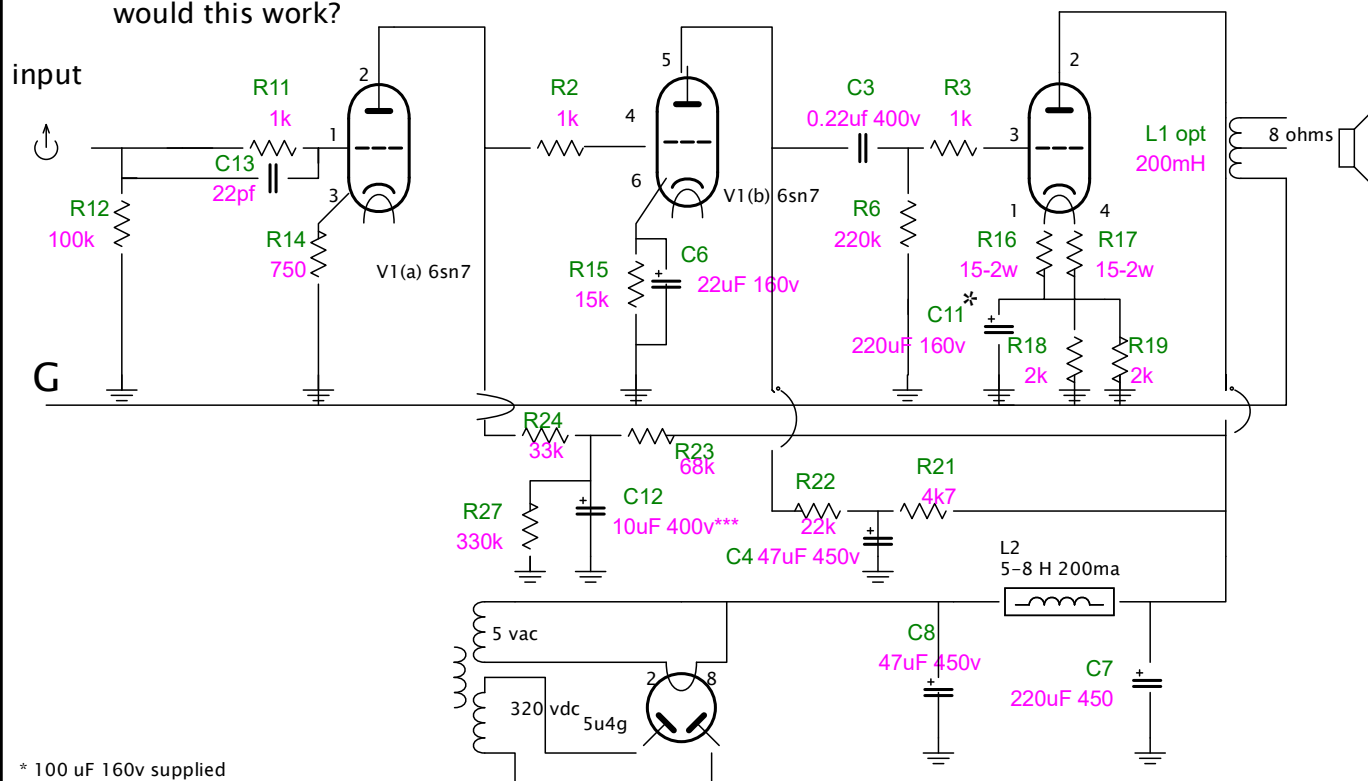 would this work?
input
R11
1k
C13
22pf
R12
100k
2
1
3
R14
750
V1(a) 6sn7
R2
1k
5
4
6
V1(b) 6sn7
R15
15k
C6
22uF 160v
C3
0.22uf 400v
R3
1k
R6
220k
2
3
1
4
R16
15-2w
R17
15-2w
*
C11
220uF 160v
R18
2k
R19
2k
L1 opt
200mH
8 ohms
G
R24
33k
R23
68k
R27
330k
C12
10uF 400v***
R22
22k
R21
4k7
C4 47uF 450v
L2
5-8 H 200ma
5 vac
2
8
320 vdc
5u4g
C8
47uF 450v
C7
220uF 450
* 100 uF 160v supplied